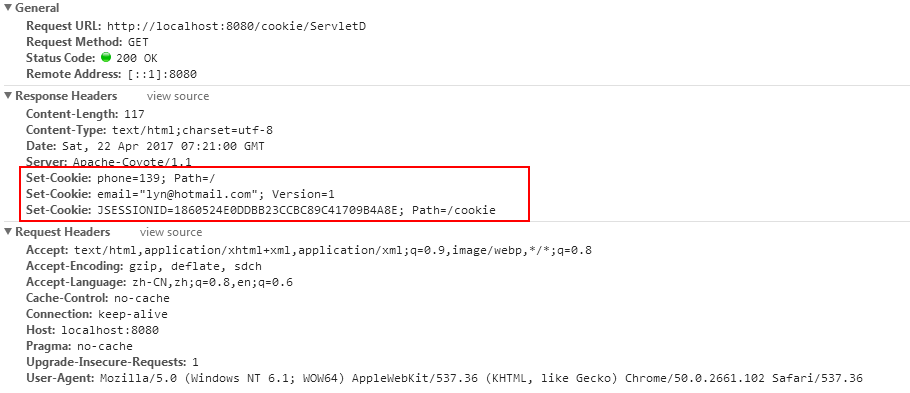 General
Request URL: http://localhost:8080/cookie/ServletD
Request Method: GET
Status Code: 200 OK
Remote Address: [::1]:8080
Response Headers view source
Content-Length: 117
Content-Type: text/html;charset=utf-8
Date: Sat, 22 Apr 2017 07:21:00 GMT
Server: Apache-Coyote/1.1
Set-Cookie: phone=139; Path=/
Set-Cookie: email="lyn@hotmail.com"; Version=1
Set-Cookie: JSESSIONID=1860524E0DDBB23CCBC89C41709B4A8E; Path=/cookie
Request Headers view source
Accept: text/html,application/xhtml+xml,application/xml;q=0.9,image/webp,*/*;q=0.8
Accept-Encoding: gzip, deflate, sdch
Accept-Language: zh-CN,zh;q=0.8,en;q=0.6
Cache-Control: no-cache
Connection: keep-alive
Host: localhost:8080
Pragma: no-cache
Upgrade-Insecure-Requests: 1
User-Agent: Mozilla/5.0 (Windows NT 6.1; WOW64) AppleWebKit/537.36 (KHTML, like Gecko) Chrome/50.0.2661.102 Safari/537.36